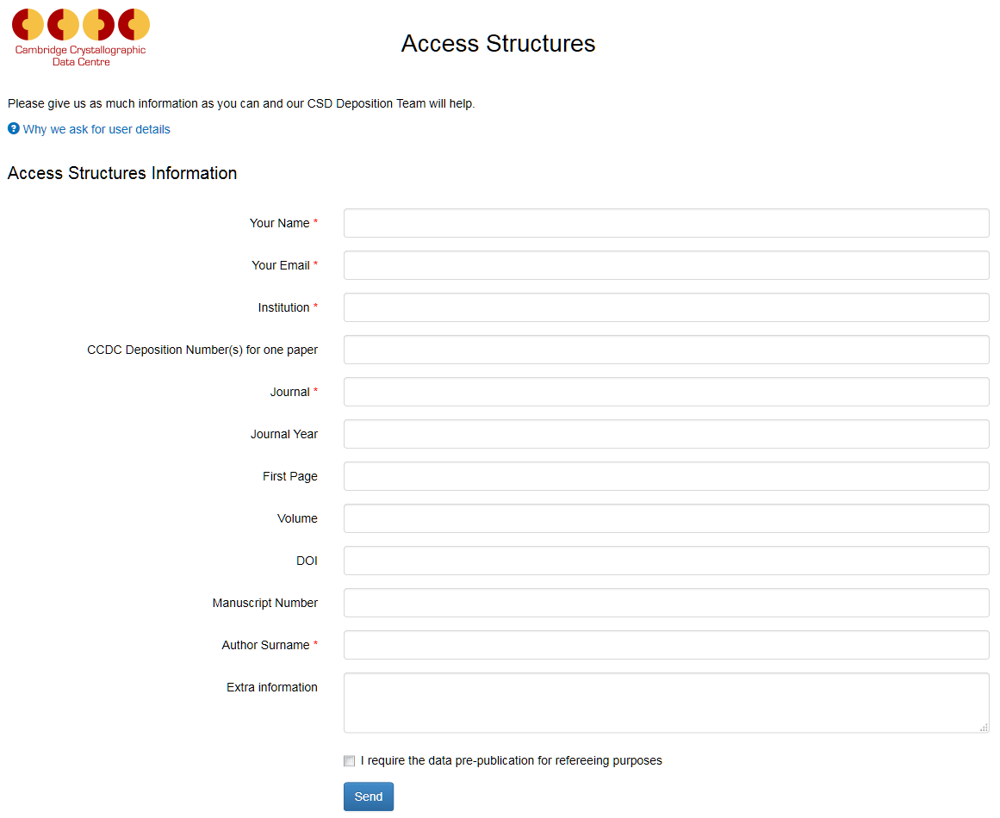 Cambridge Crystallographic
Data Centre
Access Structures
Please give us as much information as you can and our CSD Deposition Team will help.
? Why we ask for user details
Access Structures Information
Your Name *
Your Email *
Institution *
CCDC Deposition Number(s) for one paper
Journal *
Journal Year
First Page
Volume
DOI
Manuscript Number
Author Surname *
Extra information
I require the data pre-publication for refereeing purposes
Send